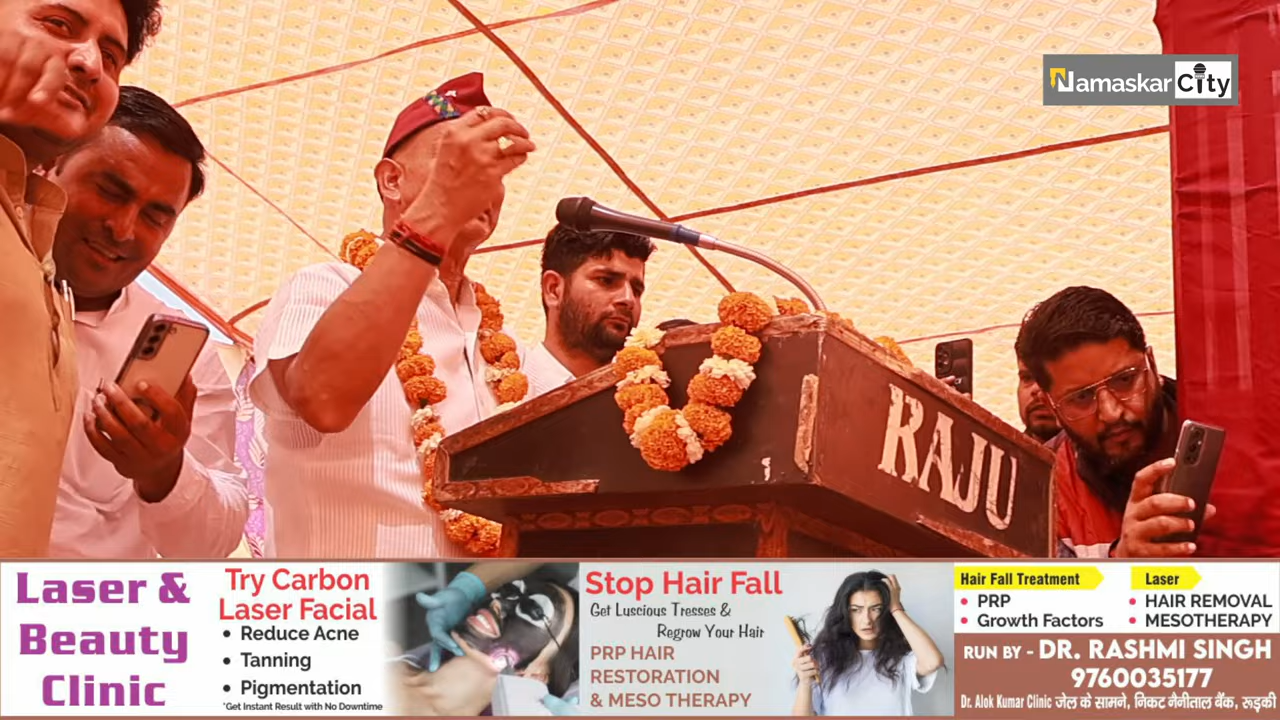 Namaskar City
RAJU
Laser &
Beauty
Clinic
Try Carbon
Laser Facial
• Reduce Acne
• Tanning
• Pigmentation
*Get Instant Result with No Downtime
Stop Hair Fall
Get Luscious Tresses &
Regrow Your Hair
PRP HAIR
RESTORATION
& MESO THERAPY
Hair Fall Treatment
• PRP
• Growth Factors
Laser
• HAIR REMOVAL
• MESOTHERAPY
RUN BY - DR. RASHMI SINGH
9760035177
Dr. Alok Kumar Clinic जेल के सामने, निकट नैनीताल बैंक, रूड़की